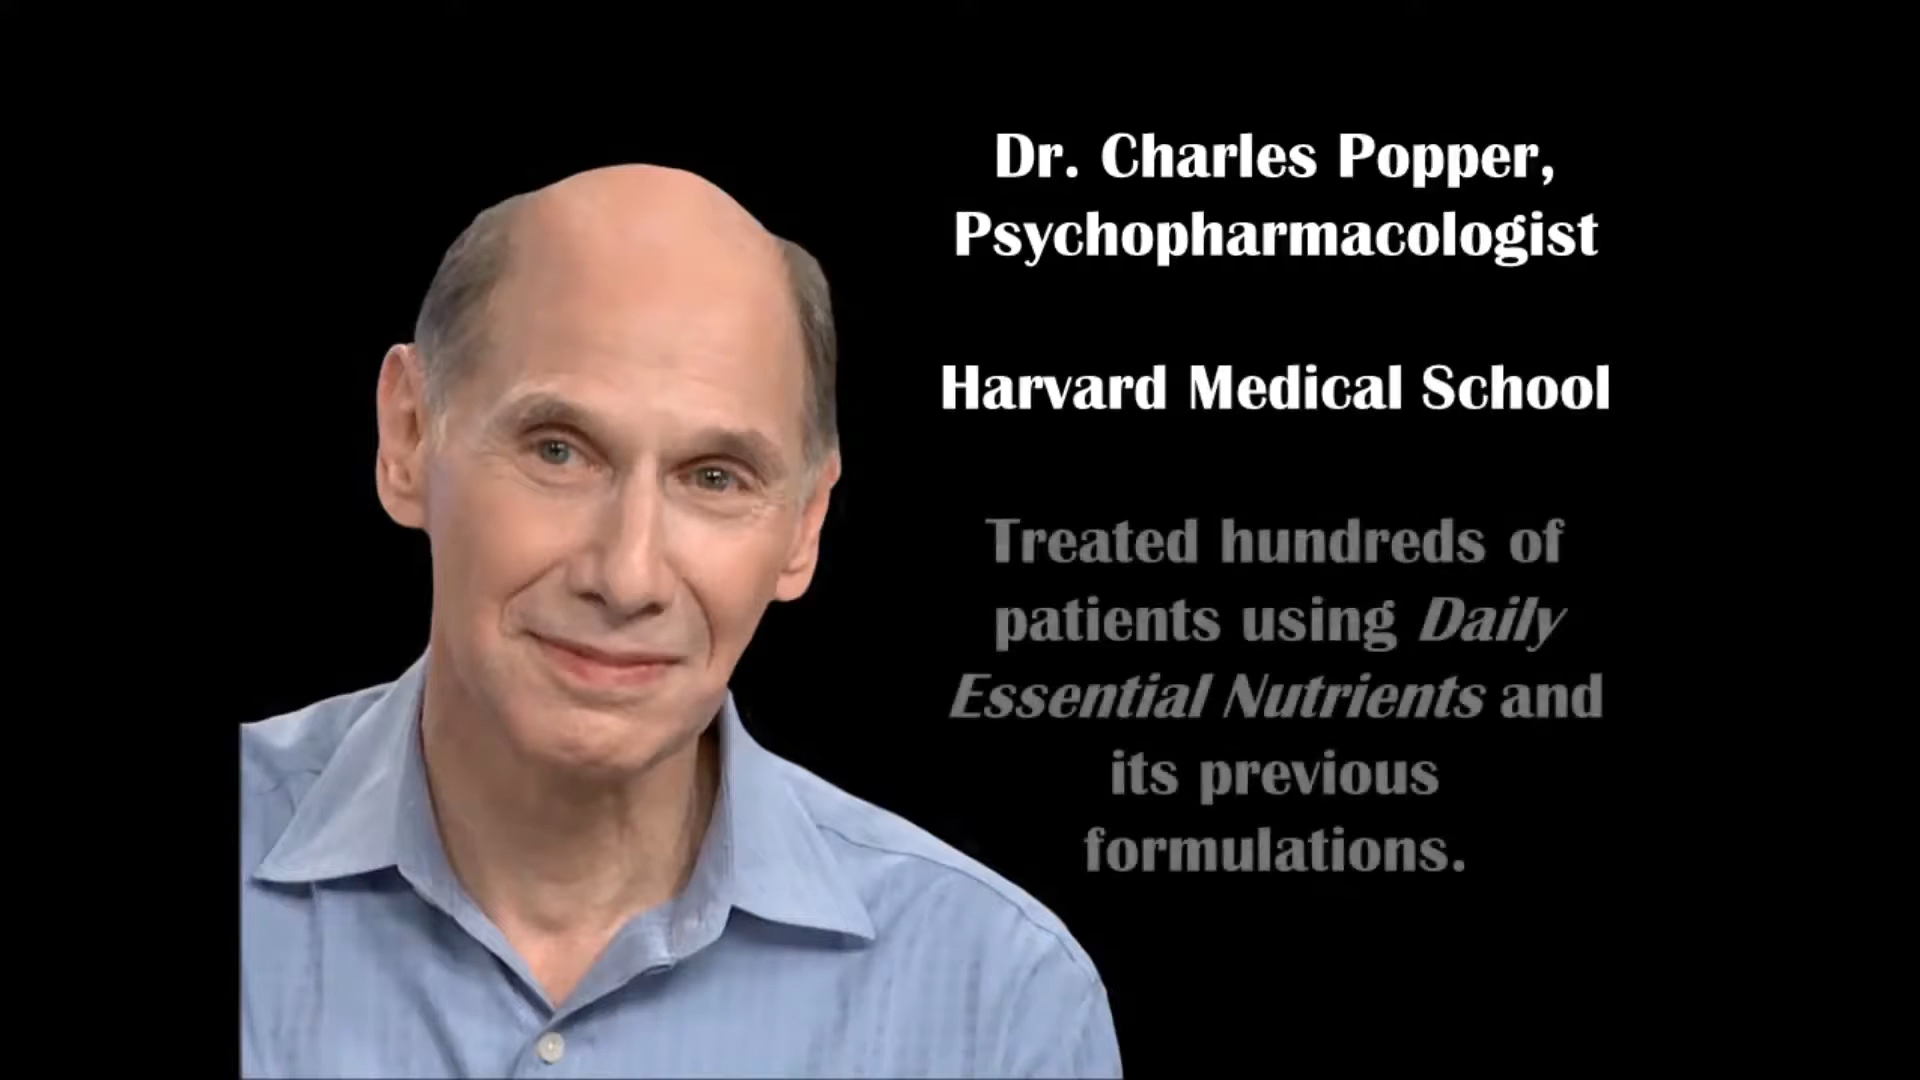 Dr. Charles Popper,
Psychopharmacologist
Harvard Medical School
Treated hundreds of
patients using Daily
Essential Nutrients and
its previous
formulations.